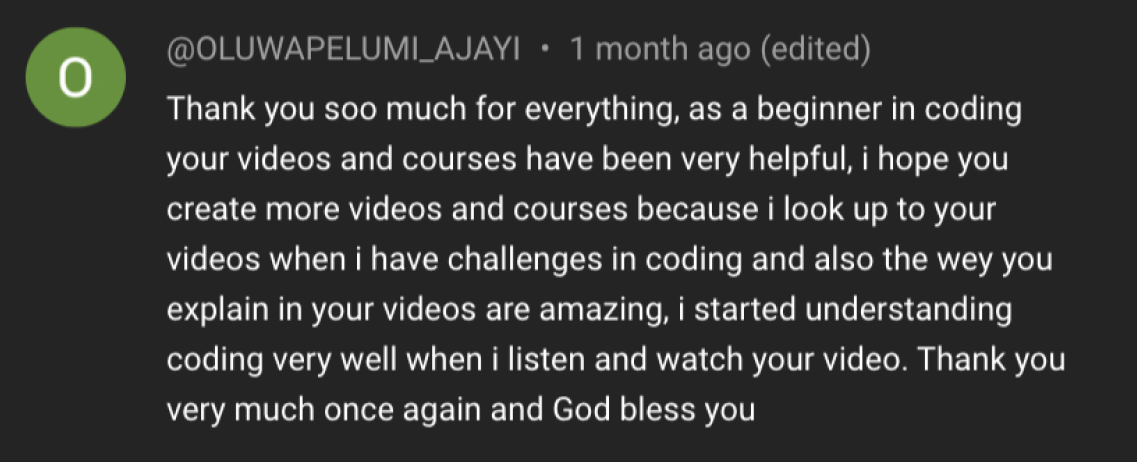 O
@OLUWAPELUMI_AJAYI • 1 month ago (edited)
Thank you soo much for everything, as a beginner in coding
your videos and courses have been very helpful, i hope you
create more videos and courses because i look up to your
videos when i have challenges in coding and also the wey you
explain in your videos are amazing, i started understanding
coding very well when i listen and watch your video. Thank you
very much once again and God bless you